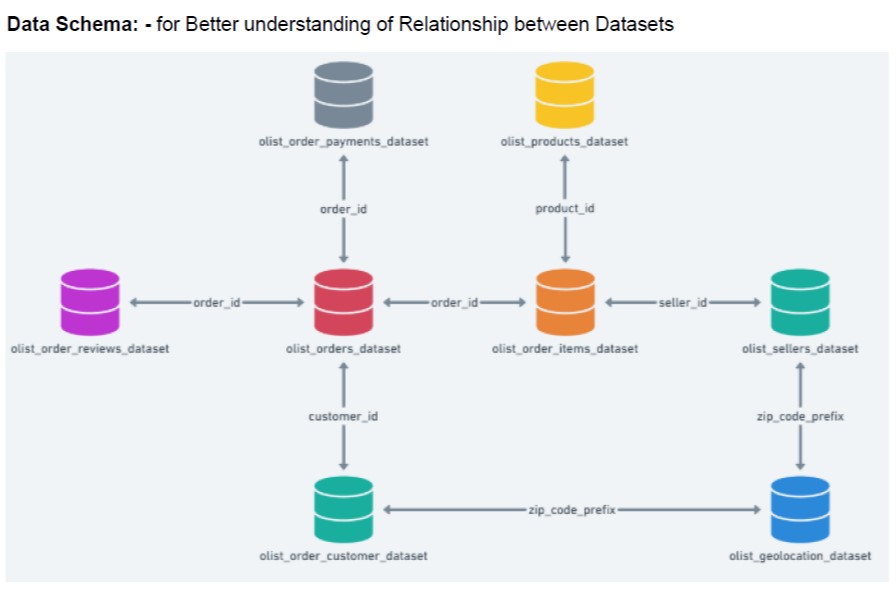 Data Schema: - for Better understanding of Relationship between Datasets
olist_order_payments_dataset
olist_products_dataset
order_id
product_id
order_id
order_id
seller_id
olist_order_reviews_dataset
olist_orders_dataset
olist_order_items_dataset
olist_sellers_dataset
customer_id
zip_code_prefix
zip_code_prefix
olist_order_customer_dataset
olist_geolocation_dataset